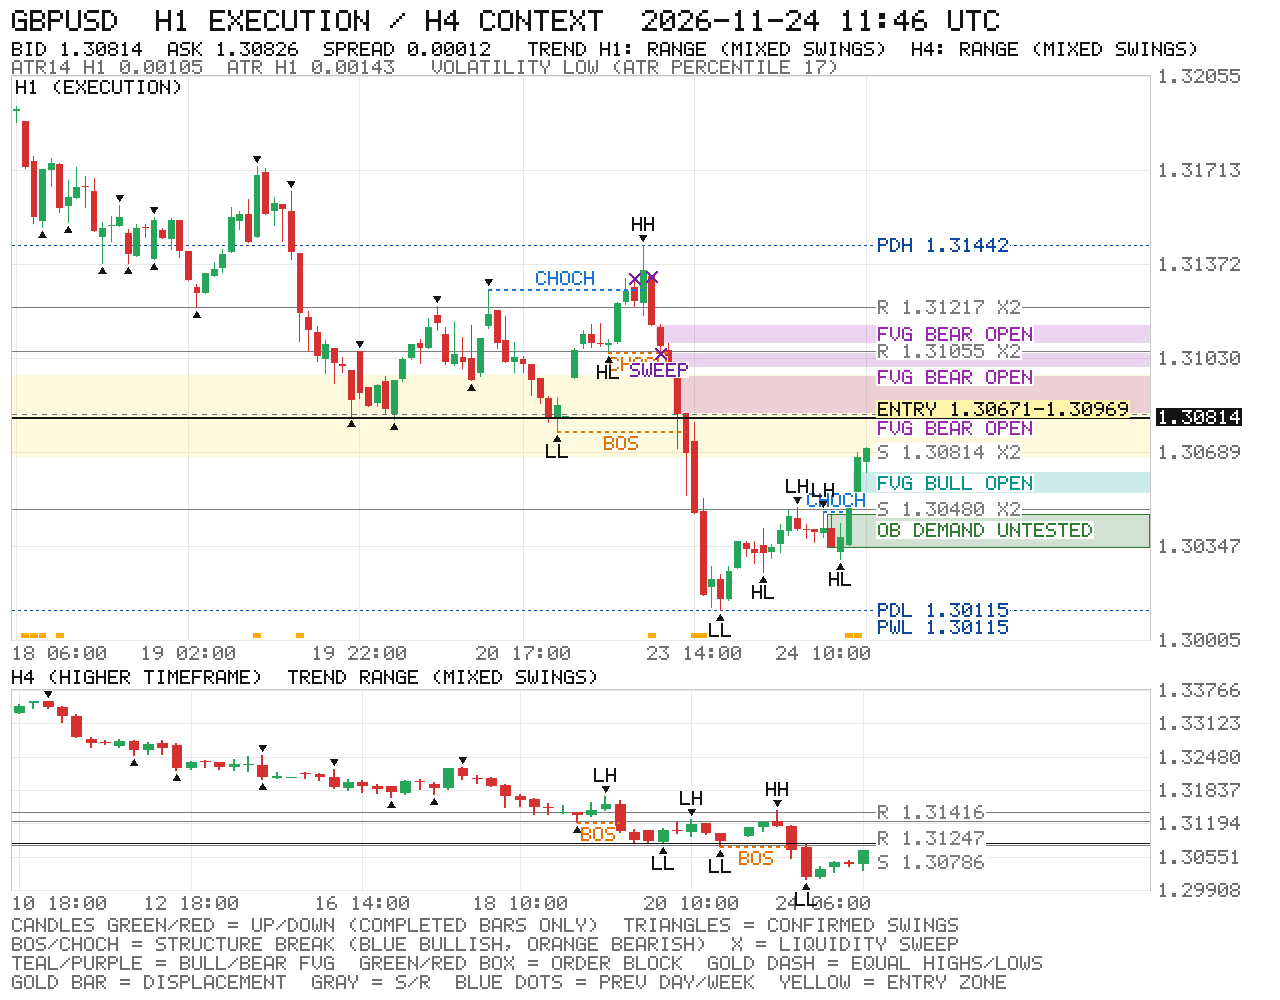 GBPUSD  H1 EXECUTION / H4 CONTEXT  2026-11-24 11:46 UTC
BID 1.30814  ASK 1.30826  SPREAD 0.00012   TREND H1: RANGE (MIXED SWINGS)  H4: RANGE (MIXED SWINGS)
ATR14 H1 0.00105  ATR H1 0.00143   VOLATILITY LOW (ATR PERCENTILE 17)
H1 (EXECUTION)
1.32055
1.31713
HH
PDH 1.31442
1.31372
CHOCH
R 1.31217 X2
FVG BEAR OPEN
R 1.31055 X2
1.31030
CHOCH
HL
SWEEP
FVG BEAR OPEN
ENTRY 1.30671-1.30969
1.30814
FVG BEAR OPEN
BOS
LL
S 1.30814 X2
1.30689
FVG BULL OPEN
LH
LH
CHOCH
S 1.30480 X2
OB DEMAND UNTESTED
1.30347
HL
HL
PDL 1.30115
PWL 1.30115
LL
1.30005
18 06:00
19 02:00
19 22:00
20 17:00
23 14:00
24 10:00
H4 (HIGHER TIMEFRAME)  TREND RANGE (MIXED SWINGS)
1.33766
1.33123
1.32480
1.31837
LH
LH
HH
R 1.31416
1.31194
BOS
R 1.31247
BOS
1.30551
S 1.30786
LL
LL
LL
1.29908
10 18:00
12 18:00
16 14:00
18 10:00
20 10:00
24 06:00
CANDLES GREEN/RED = UP/DOWN (COMPLETED BARS ONLY)  TRIANGLES = CONFIRMED SWINGS
BOS/CHOCH = STRUCTURE BREAK (BLUE BULLISH, ORANGE BEARISH)  X = LIQUIDITY SWEEP
TEAL/PURPLE = BULL/BEAR FVG  GREEN/RED BOX = ORDER BLOCK  GOLD DASH = EQUAL HIGHS/LOWS
GOLD BAR = DISPLACEMENT  GRAY = S/R  BLUE DOTS = PREV DAY/WEEK  YELLOW = ENTRY ZONE